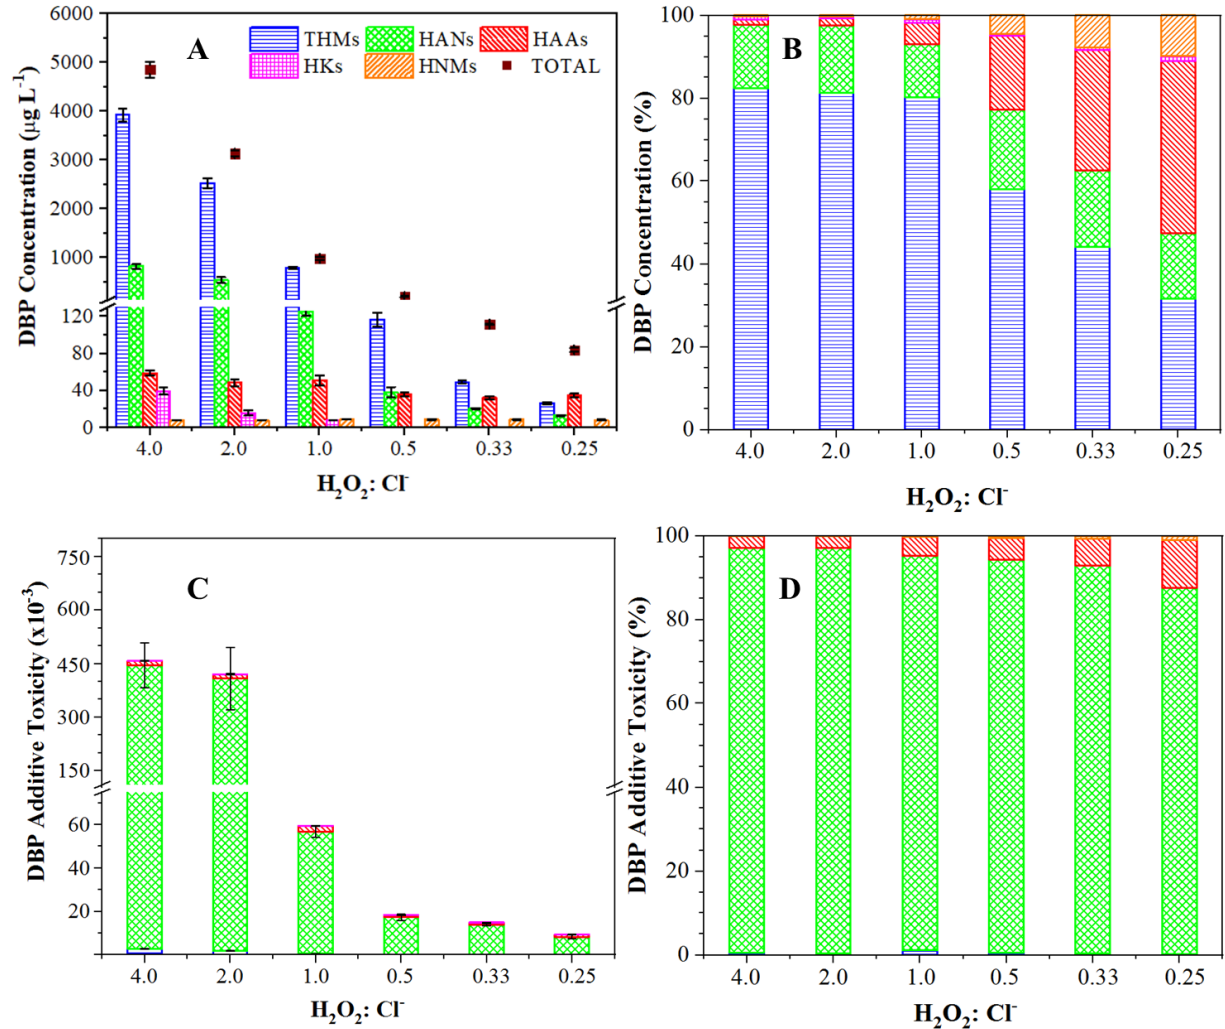 A
THMs HANs HAAs
HKs HNMs TOTAL
DBP Concentration (μg L⁻¹)
6000
5000
4000
3000
2000
1000
120
80
40
0
4.0 2.0 1.0 0.5 0.33 0.25
H₂O₂: Cl⁻
B
DBP Concentration (%)
100
80
60
40
20
0
4.0 2.0 1.0 0.5 0.33 0.25
H₂O₂: Cl⁻
C
DBP Additive Toxicity (x10⁻³)
750
600
450
300
150
60
40
20
4.0 2.0 1.0 0.5 0.33 0.25
H₂O₂: Cl⁻
D
DBP Additive Toxicity (%)
100
80
60
40
20
0
4.0 2.0 1.0 0.5 0.33 0.25
H₂O₂: Cl⁻